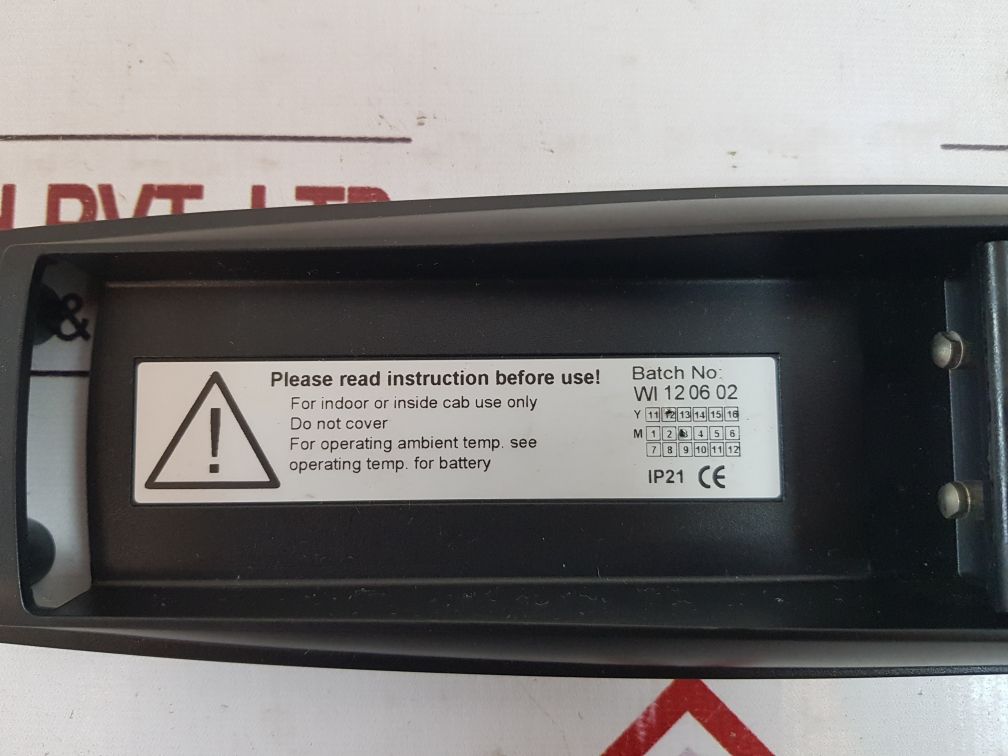 H PVT. LTD.
&
Please read instruction before use!
For indoor or inside cab use only
Do not cover
For operating ambient temp. see
operating temp. for battery
Batch No:
WI 12 06 02
Y 11 12 13 14 15 16
M 1 2 3 4 5 6
7 8 9 10 11 12
IP21 CE